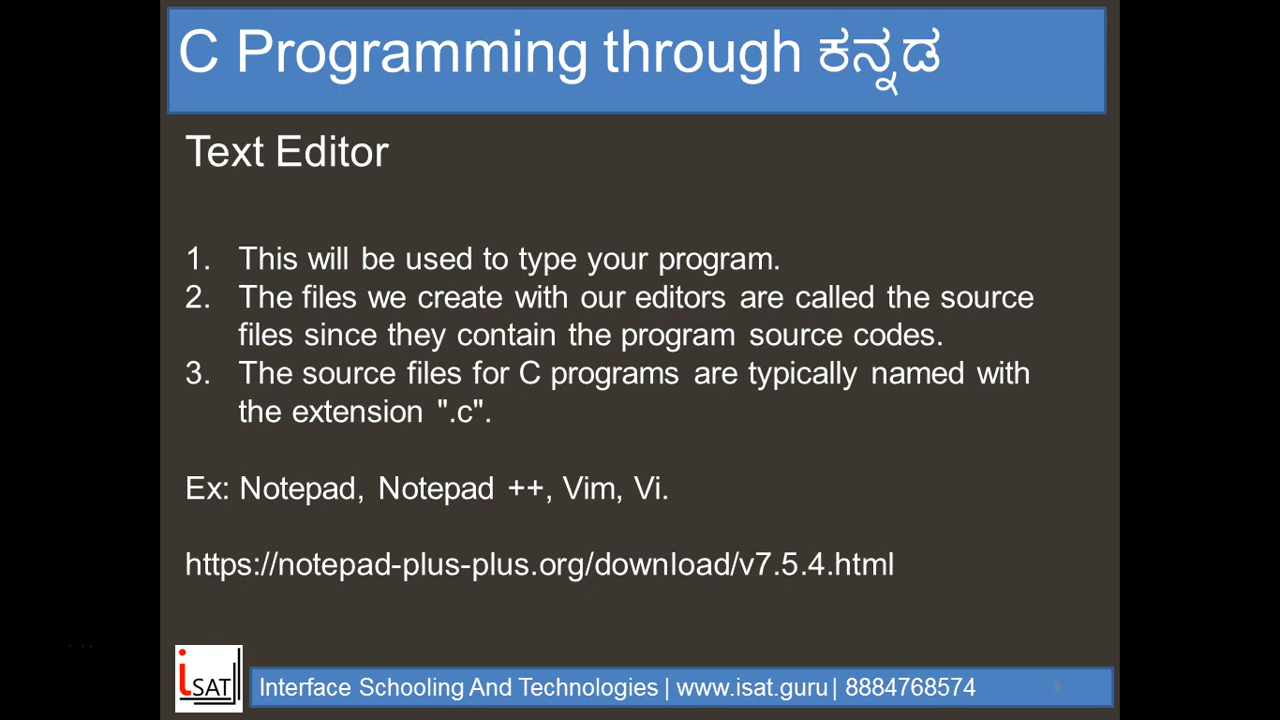 C Programming through ಕನ್ನಡ
Text Editor
1. This will be used to type your program.
2. The files we create with our editors are called the source
files since they contain the program source codes.
3. The source files for C programs are typically named with
the extension ".c".
Ex: Notepad, Notepad ++, Vim, Vi.
https://notepad-plus-plus.org/download/v7.5.4.html
iSAT
Interface Schooling And Technologies | www.isat.guru | 8884768574
3